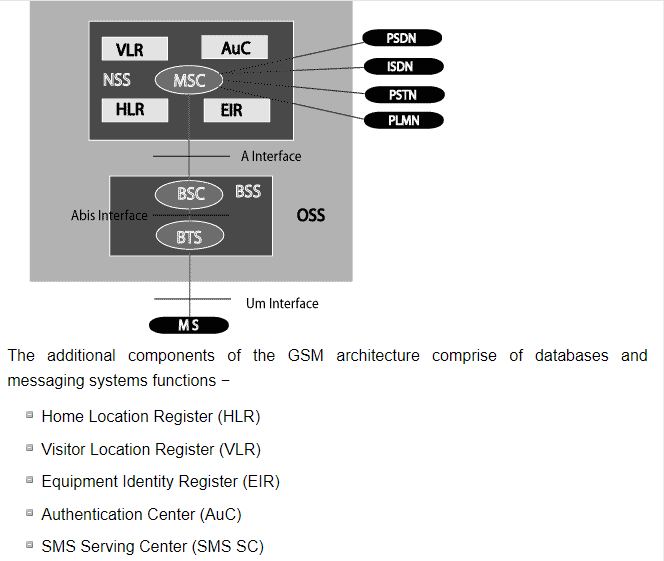 VLR
AuC
PSDN
NSS
MSC
ISDN
HLR
EIR
PSTN
PLMN
A Interface
BSC
BSS
Abis Interface
OSS
BTS
Um Interface
MS
The additional components of the GSM architecture comprise of databases and
messaging systems functions −
Home Location Register (HLR)
Visitor Location Register (VLR)
Equipment Identity Register (EIR)
Authentication Center (AuC)
SMS Serving Center (SMS SC)